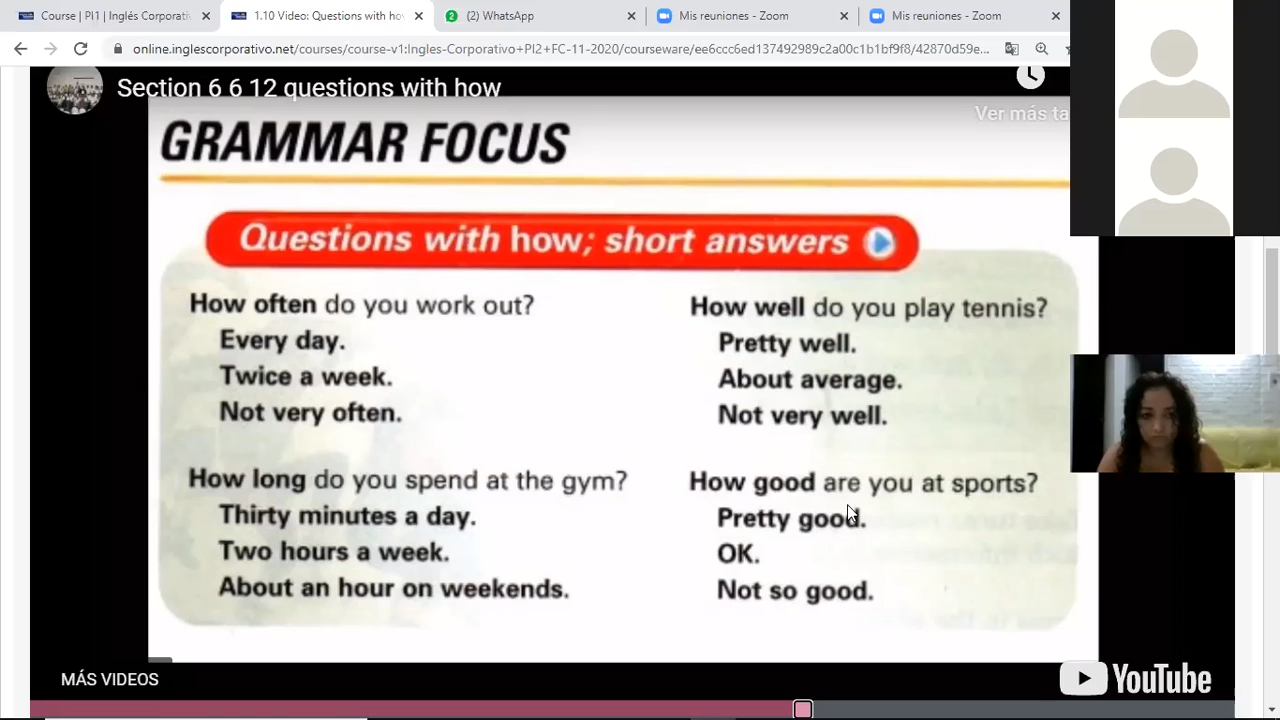 Course | PI1 | Inglés Corporati
1.10 Video: Questions with ho
(2) WhatsApp
Mis reuniones - Zoom
Mis reuniones - Zoom
online.inglescorporativo.net/courses/course-v1:Ingles-Corporativo+PI2+FC-11-2020/courseware/ee6ccc6ed137492989c2a00c1b1bf9f8/42870d59e...
Section 6 6 12 questions with how
Ver más ta
GRAMMAR FOCUS
Questions with how; short answers
How often do you work out?
Every day.
Twice a week.
Not very often.
How long do you spend at the gym?
Thirty minutes a day.
Two hours a week.
About an hour on weekends.
How well do you play tennis?
Pretty well.
About average.
Not very well.
How good are you at sports?
Pretty good.
OK.
Not so good.
MÁS VIDEOS
YouTube